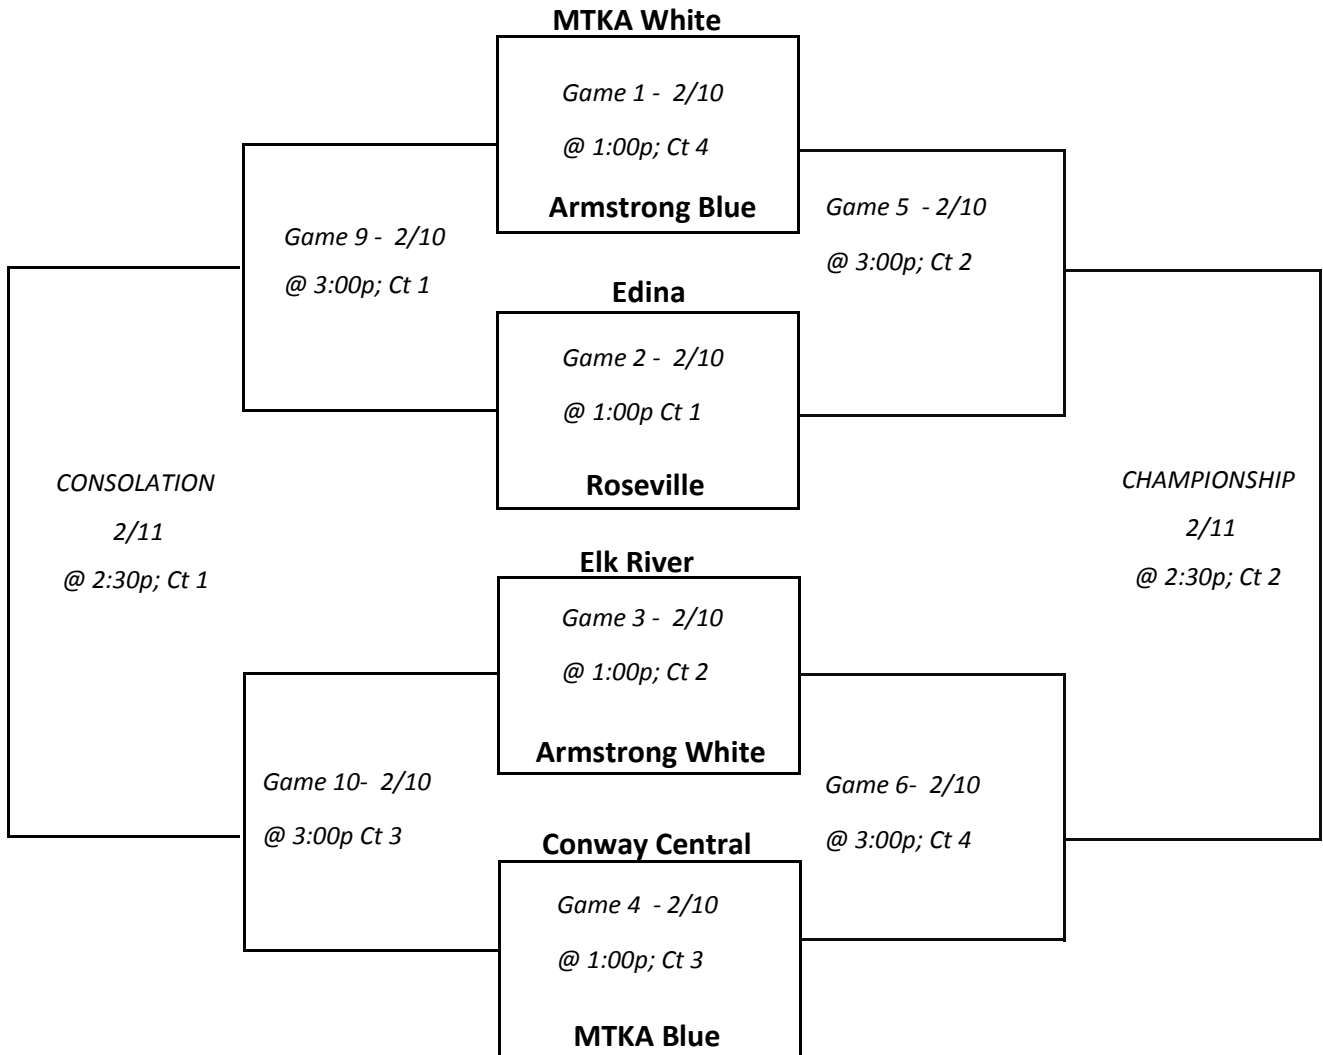 MTKA White
Game 1 - 2/10
@ 1:00p; Ct 4
Armstrong Blue
Game 5 - 2/10
@ 3:00p; Ct 2
Game 9 - 2/10
@ 3:00p; Ct 1
Edina
Game 2 - 2/10
@ 1:00p Ct 1
Roseville
CONSOLATION
2/11
@ 2:30p; Ct 1
CHAMPIONSHIP
2/11
@ 2:30p; Ct 2
Elk River
Game 3 - 2/10
@ 1:00p; Ct 2
Armstrong White
Game 10- 2/10
@ 3:00p Ct 3
Game 6- 2/10
@ 3:00p; Ct 4
Conway Central
Game 4 - 2/10
@ 1:00p; Ct 3
MTKA Blue